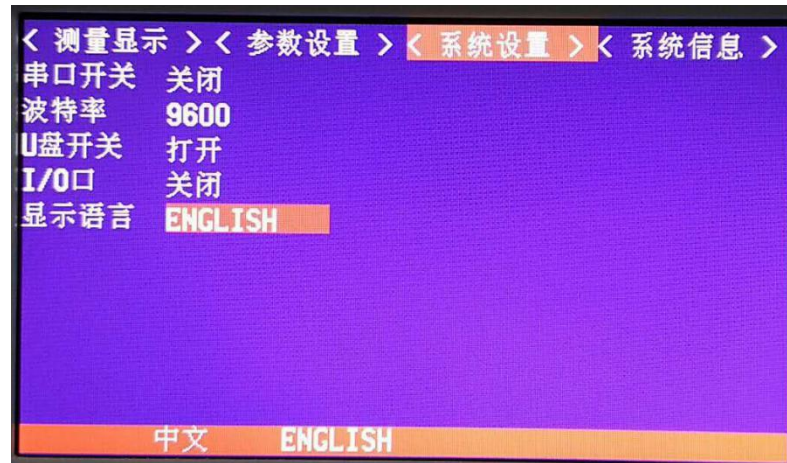 < 测量显示 > < 参数设置 > < 系统设置 > < 系统信息 >
串口开关 关闭
波特率 9600
U盘开关 打开
I/O口 关闭
显示语言 ENGLISH
中文 ENGLISH